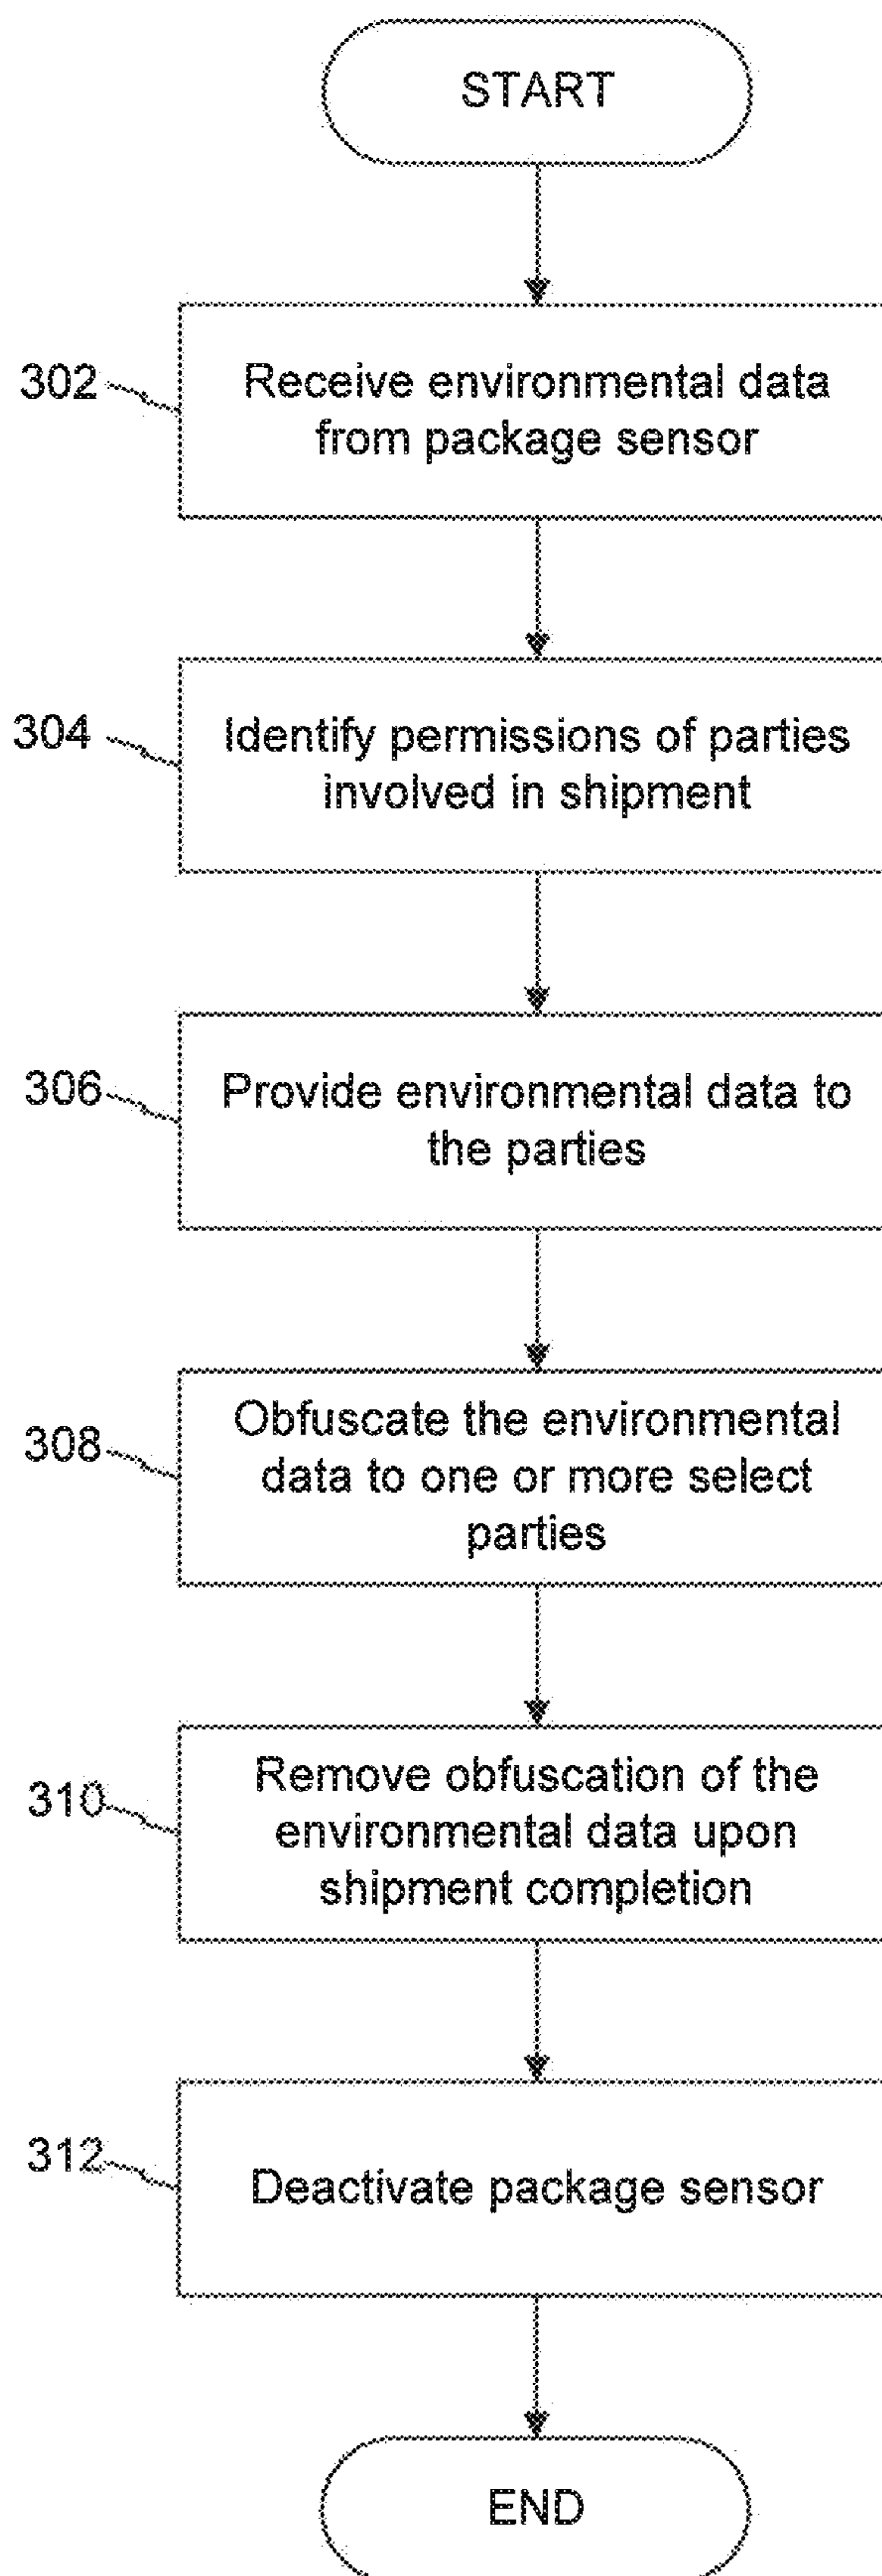 START
302
Receive environmental data
from package sensor
304
Identify permissions of parties
involved in shipment
306
Provide environmental data to
the parties
308
Obfuscate the environmental
data to one or more select
parties
310
Remove obfuscation of the
environmental data upon
shipment completion
312
Deactivate package sensor
END